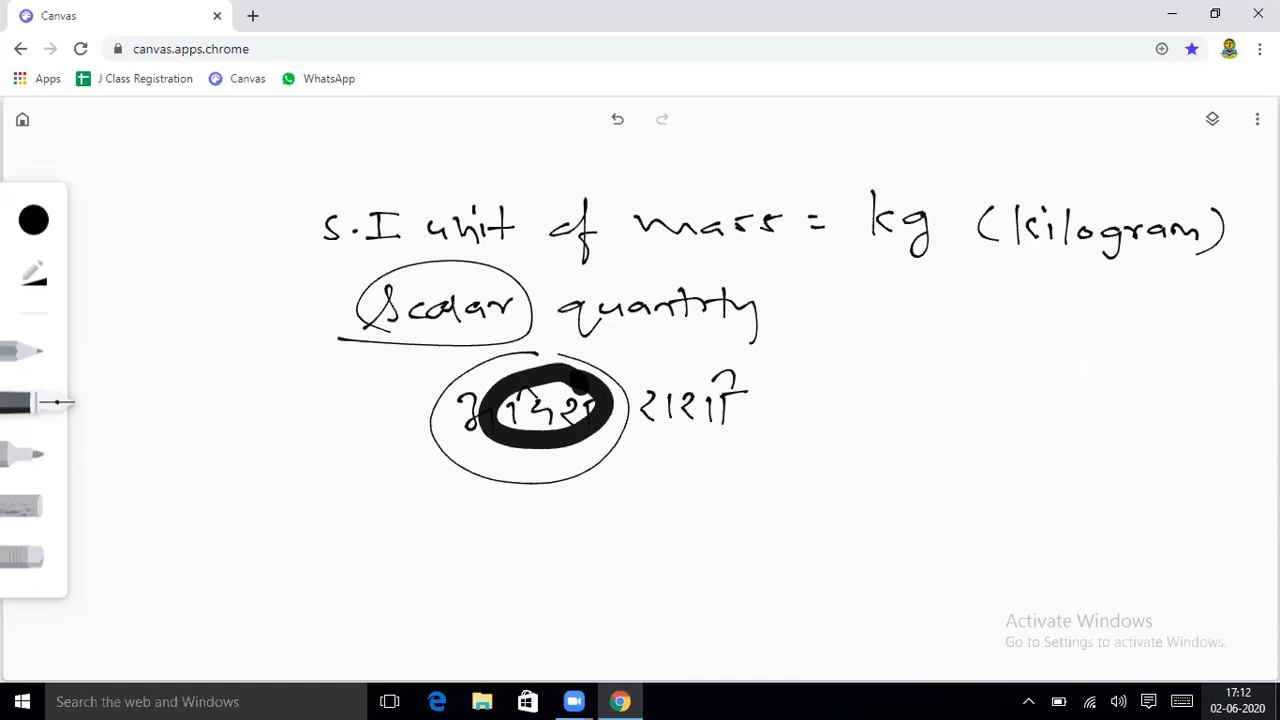 Canvas
canvas.apps.chrome
Apps
J Class Registration
Canvas
WhatsApp
S.I unit of mass = kg (kilogram)
Scalar quantity
राशी
Activate Windows
Go to Settings to activate Windows.
Search the web and Windows
17:12
02-06-2020